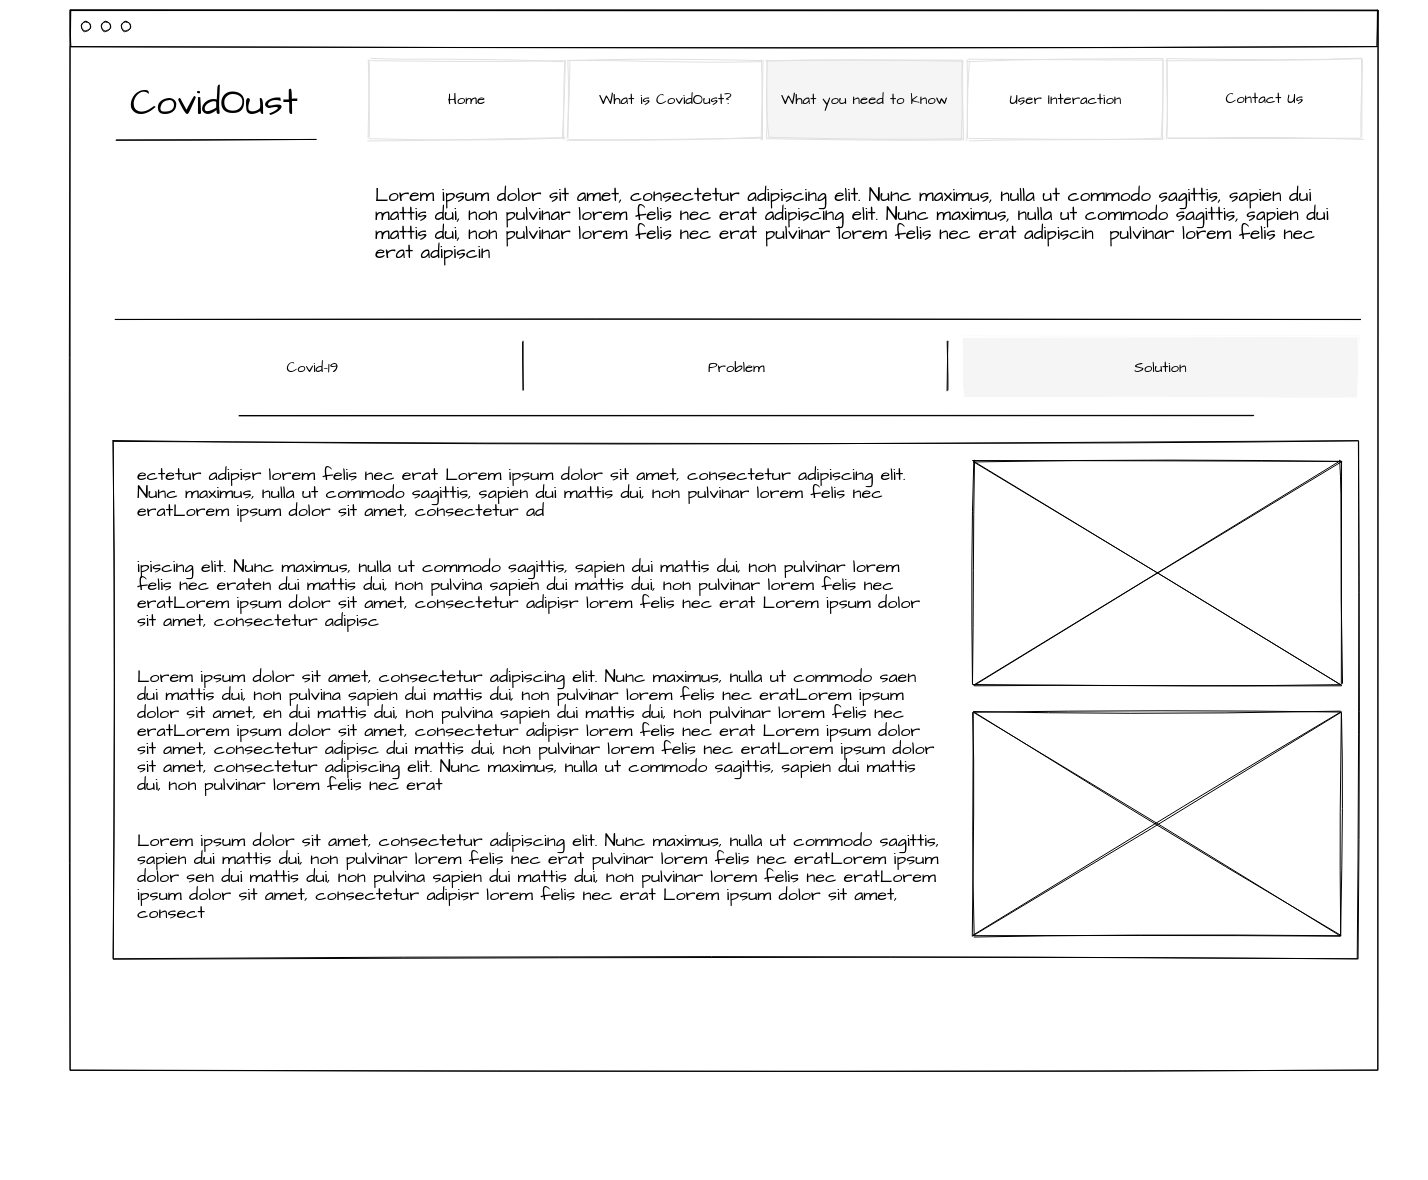 CovidOust
Home
What is CovidOust?
What you need to know
User Interaction
Contact Us
Lorem ipsum dolor sit amet, consectetur adipiscing elit. Nunc maximus, nulla ut commodo sagittis, sapien dui
mattis dui, non pulvinar lorem felis nec erat adipiscing elit. Nunc maximus, nulla ut commodo sagittis, sapien dui
mattis dui, non pulvinar lorem felis nec erat pulvinar lorem felis nec erat adipiscin pulvinar lorem felis nec
erat adipiscin
Covid-19
Problem
Solution
ectetur adipisr lorem felis nec erat Lorem ipsum dolor sit amet, consectetur adipiscing elit.
Nunc maximus, nulla ut commodo sagittis, sapien dui mattis dui, non pulvinar lorem felis nec
eratLorem ipsum dolor sit amet, consectetur ad
ipiscing elit. Nunc maximus, nulla ut commodo sagittis, sapien dui mattis dui, non pulvinar lorem
felis nec eraten dui mattis dui, non pulvina sapien dui mattis dui, non pulvinar lorem felis nec
eratLorem ipsum dolor sit amet, consectetur adipisr lorem felis nec erat Lorem ipsum dolor
sit amet, consectetur adipisc
Lorem ipsum dolor sit amet, consectetur adipiscing elit. Nunc maximus, nulla ut commodo saen
dui mattis dui, non pulvina sapien dui mattis dui, non pulvinar lorem felis nec eratLorem ipsum
dolor sit amet, en dui mattis dui, non pulvina sapien dui mattis dui, non pulvinar lorem felis nec
eratLorem ipsum dolor sit amet, consectetur adipisr lorem felis nec erat Lorem ipsum dolor
sit amet, consectetur adipisc dui mattis dui, non pulvinar lorem felis nec eratLorem ipsum dolor
sit amet, consectetur adipiscing elit. Nunc maximus, nulla ut commodo sagittis, sapien dui mattis
dui, non pulvinar lorem felis nec erat
Lorem ipsum dolor sit amet, consectetur adipiscing elit. Nunc maximus, nulla ut commodo sagittis,
sapien dui mattis dui, non pulvinar lorem felis nec erat pulvinar lorem felis nec eratLorem ipsum
dolor sen dui mattis dui, non pulvina sapien dui mattis dui, non pulvinar lorem felis nec eratLorem
ipsum dolor sit amet, consectetur adipisr lorem felis nec erat Lorem ipsum dolor sit amet,
consect